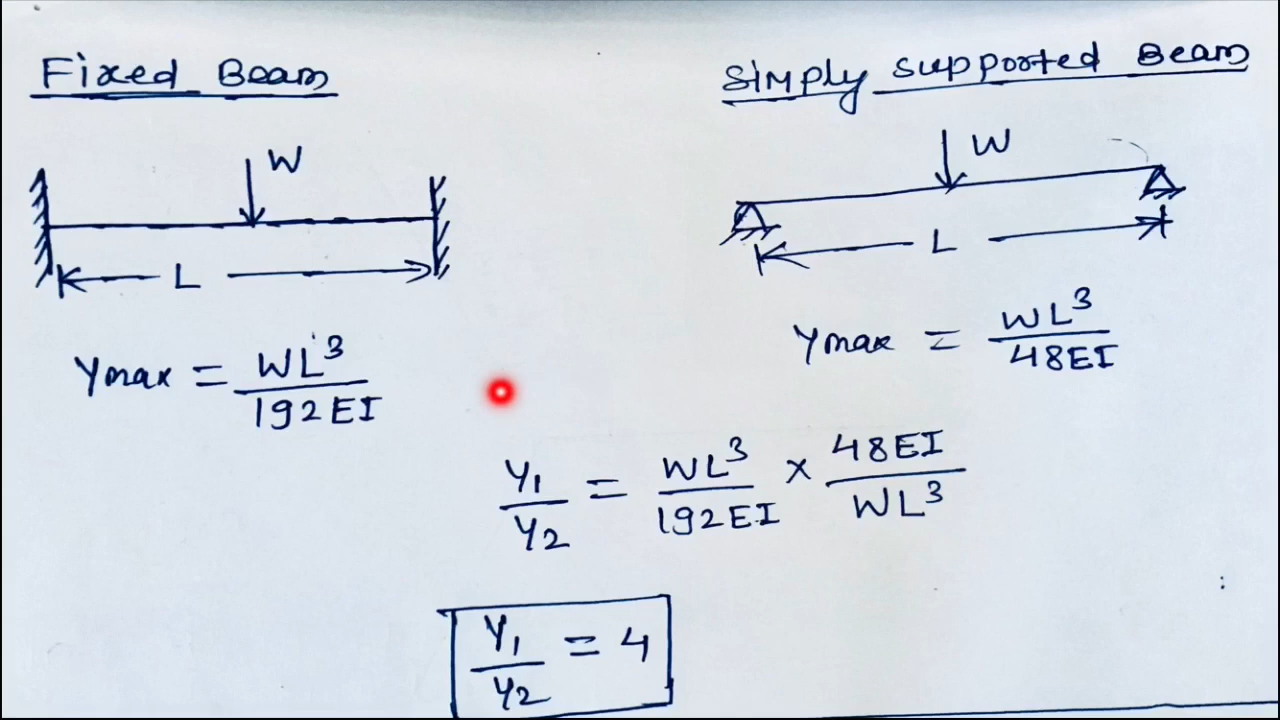 Fixed Beam
Simply supported Beam
W
W
L
L
Ymax = WL³/192EI
Ymax = WL³/48EI
Y₁/Y₂ = WL³/192EI × 48EI/WL³
Y₁/Y₂ = 4